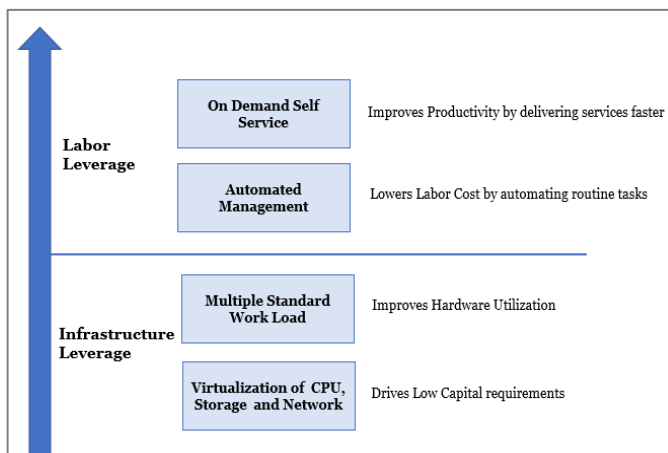 On Demand Self
Service
Improves Productivity by delivering services faster
Labor
Leverage
Automated
Management
Lowers Labor Cost by automating routine tasks
Multiple Standard
Work Load
Improves Hardware Utilization
Infrastructure
Leverage
Virtualization of CPU,
Storage and Network
Drives Low Capital requirements